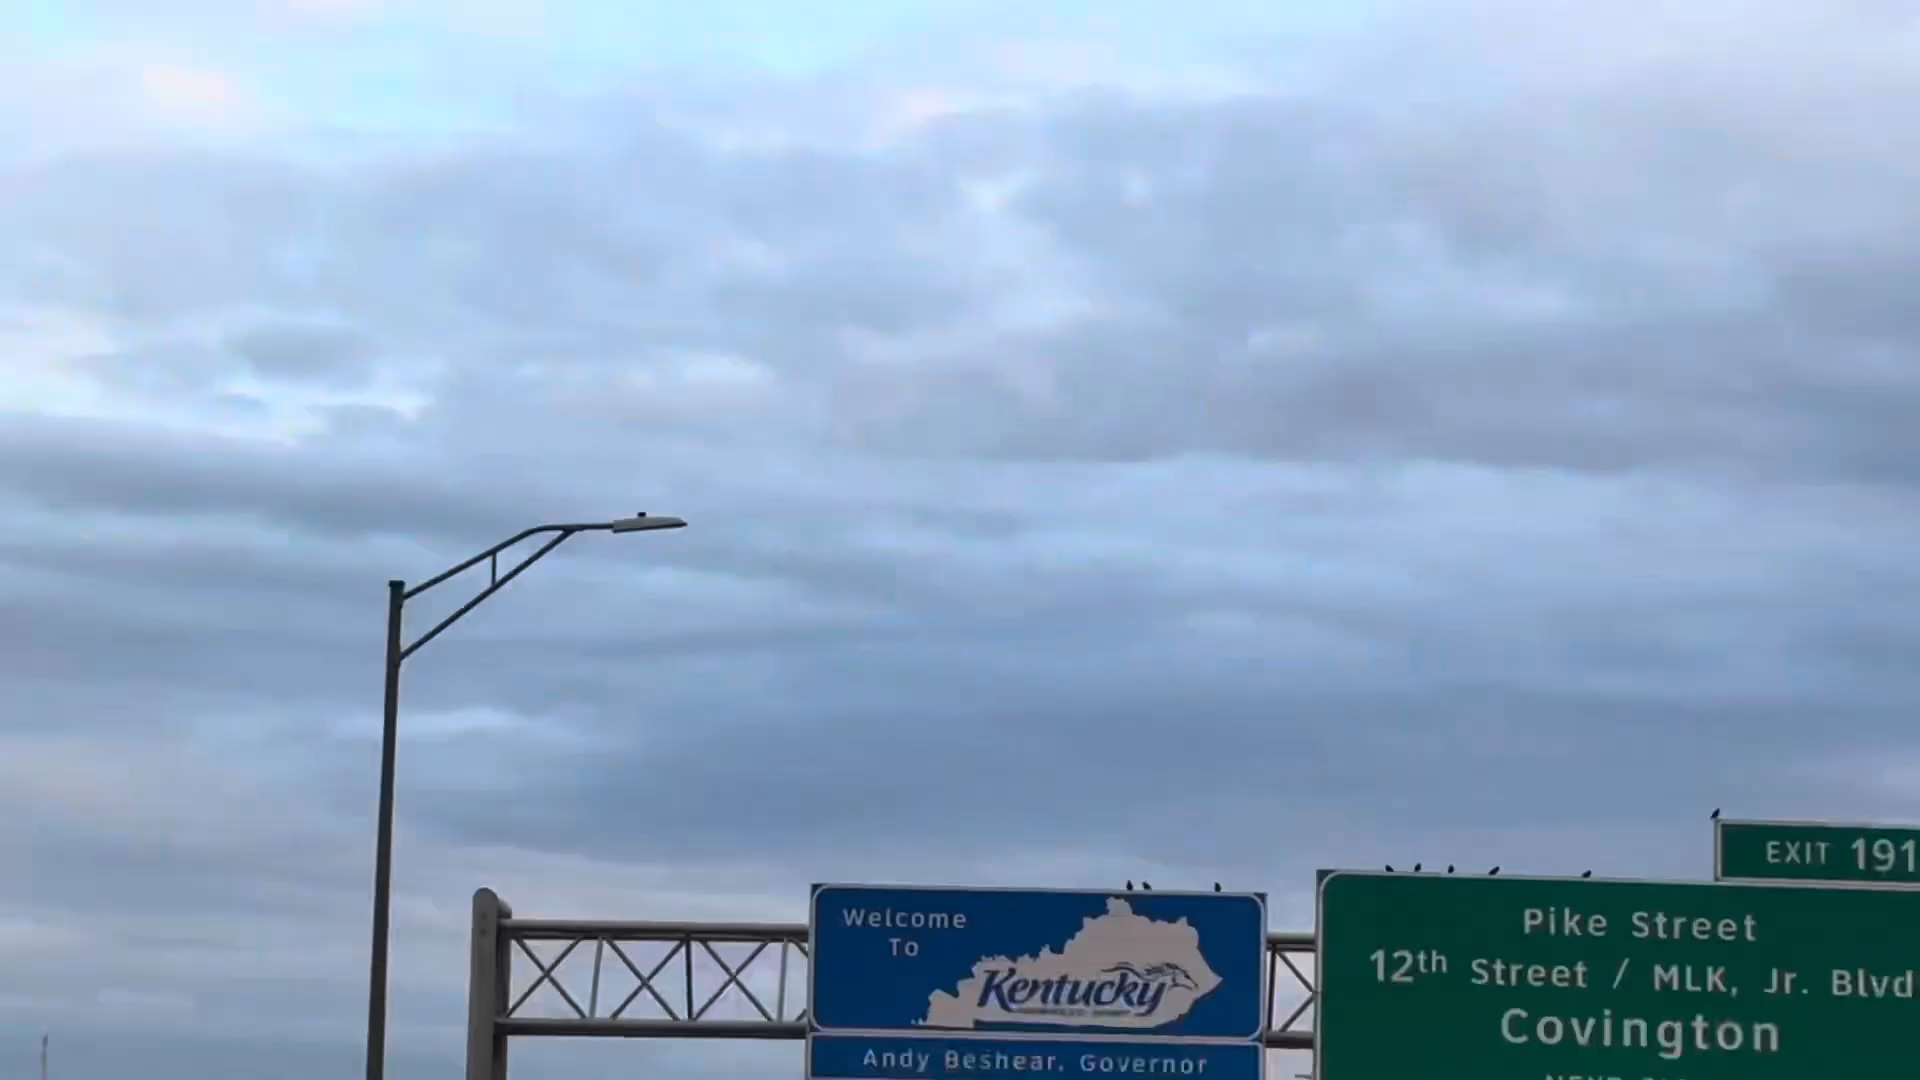 Welcome
To
Kentucky
Andy Beshear, Governor
EXIT 191
Pike Street
12th Street / MLK, Jr. Blvd
Covington